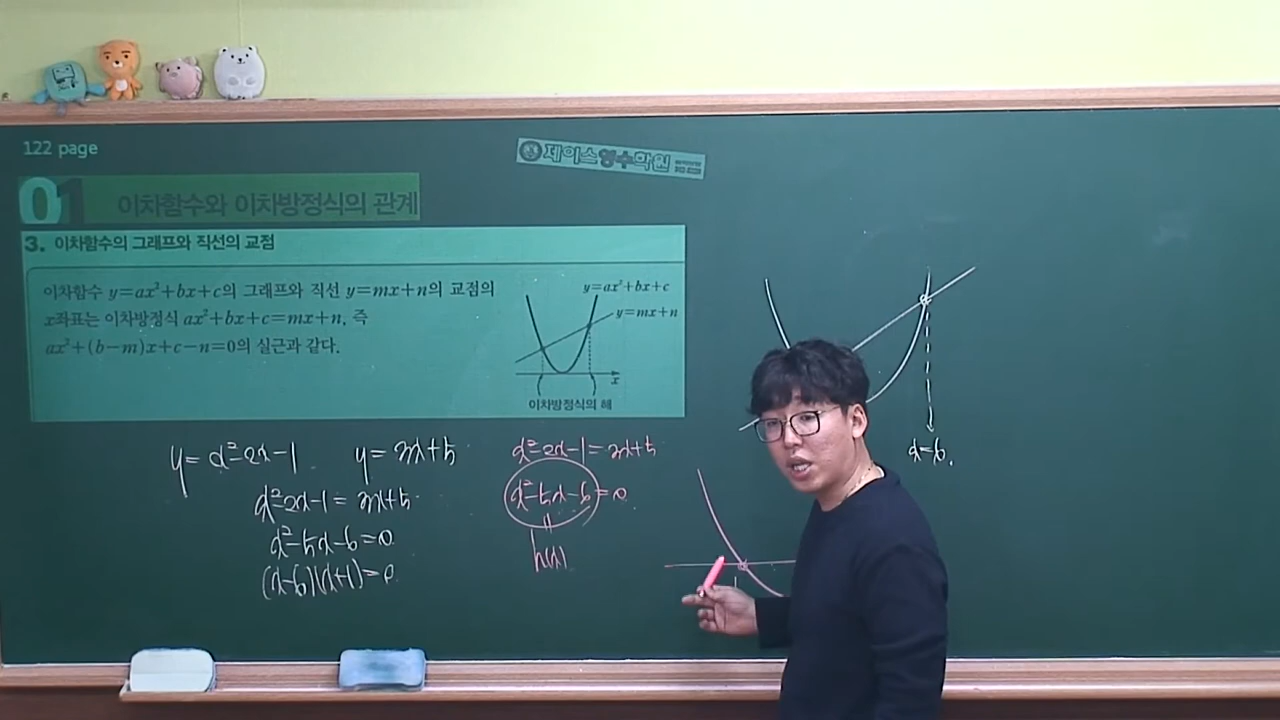 122 page
제이스영수학원
01 이차함수와 이차방정식의 관계
3. 이차함수의 그래프와 직선의 교점
이차함수 y=ax²+bx+c의 그래프와 직선 y=mx+n의 교점의
x좌표는 이차방정식 ax²+bx+c=mx+n, 즉
ax²+(b-m)x+c-n=0의 실근과 같다.
y=ax²+bx+c
y=mx+n
x
이차방정식의 해
y=x²-2x-1
y=3x+5
x²-2x-1=3x+5
x²-5x-6=0
(x-6)(x+1)=0
x²-2x-1=3x+5
x²-5x-6=0
h(x)
x=6.